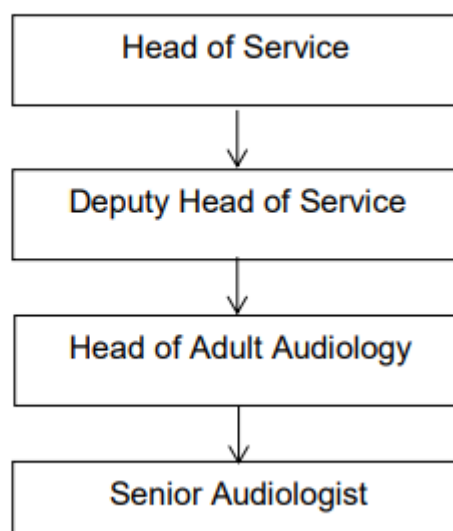 Head of Service
Deputy Head of Service
Head of Adult Audiology
Senior Audiologist